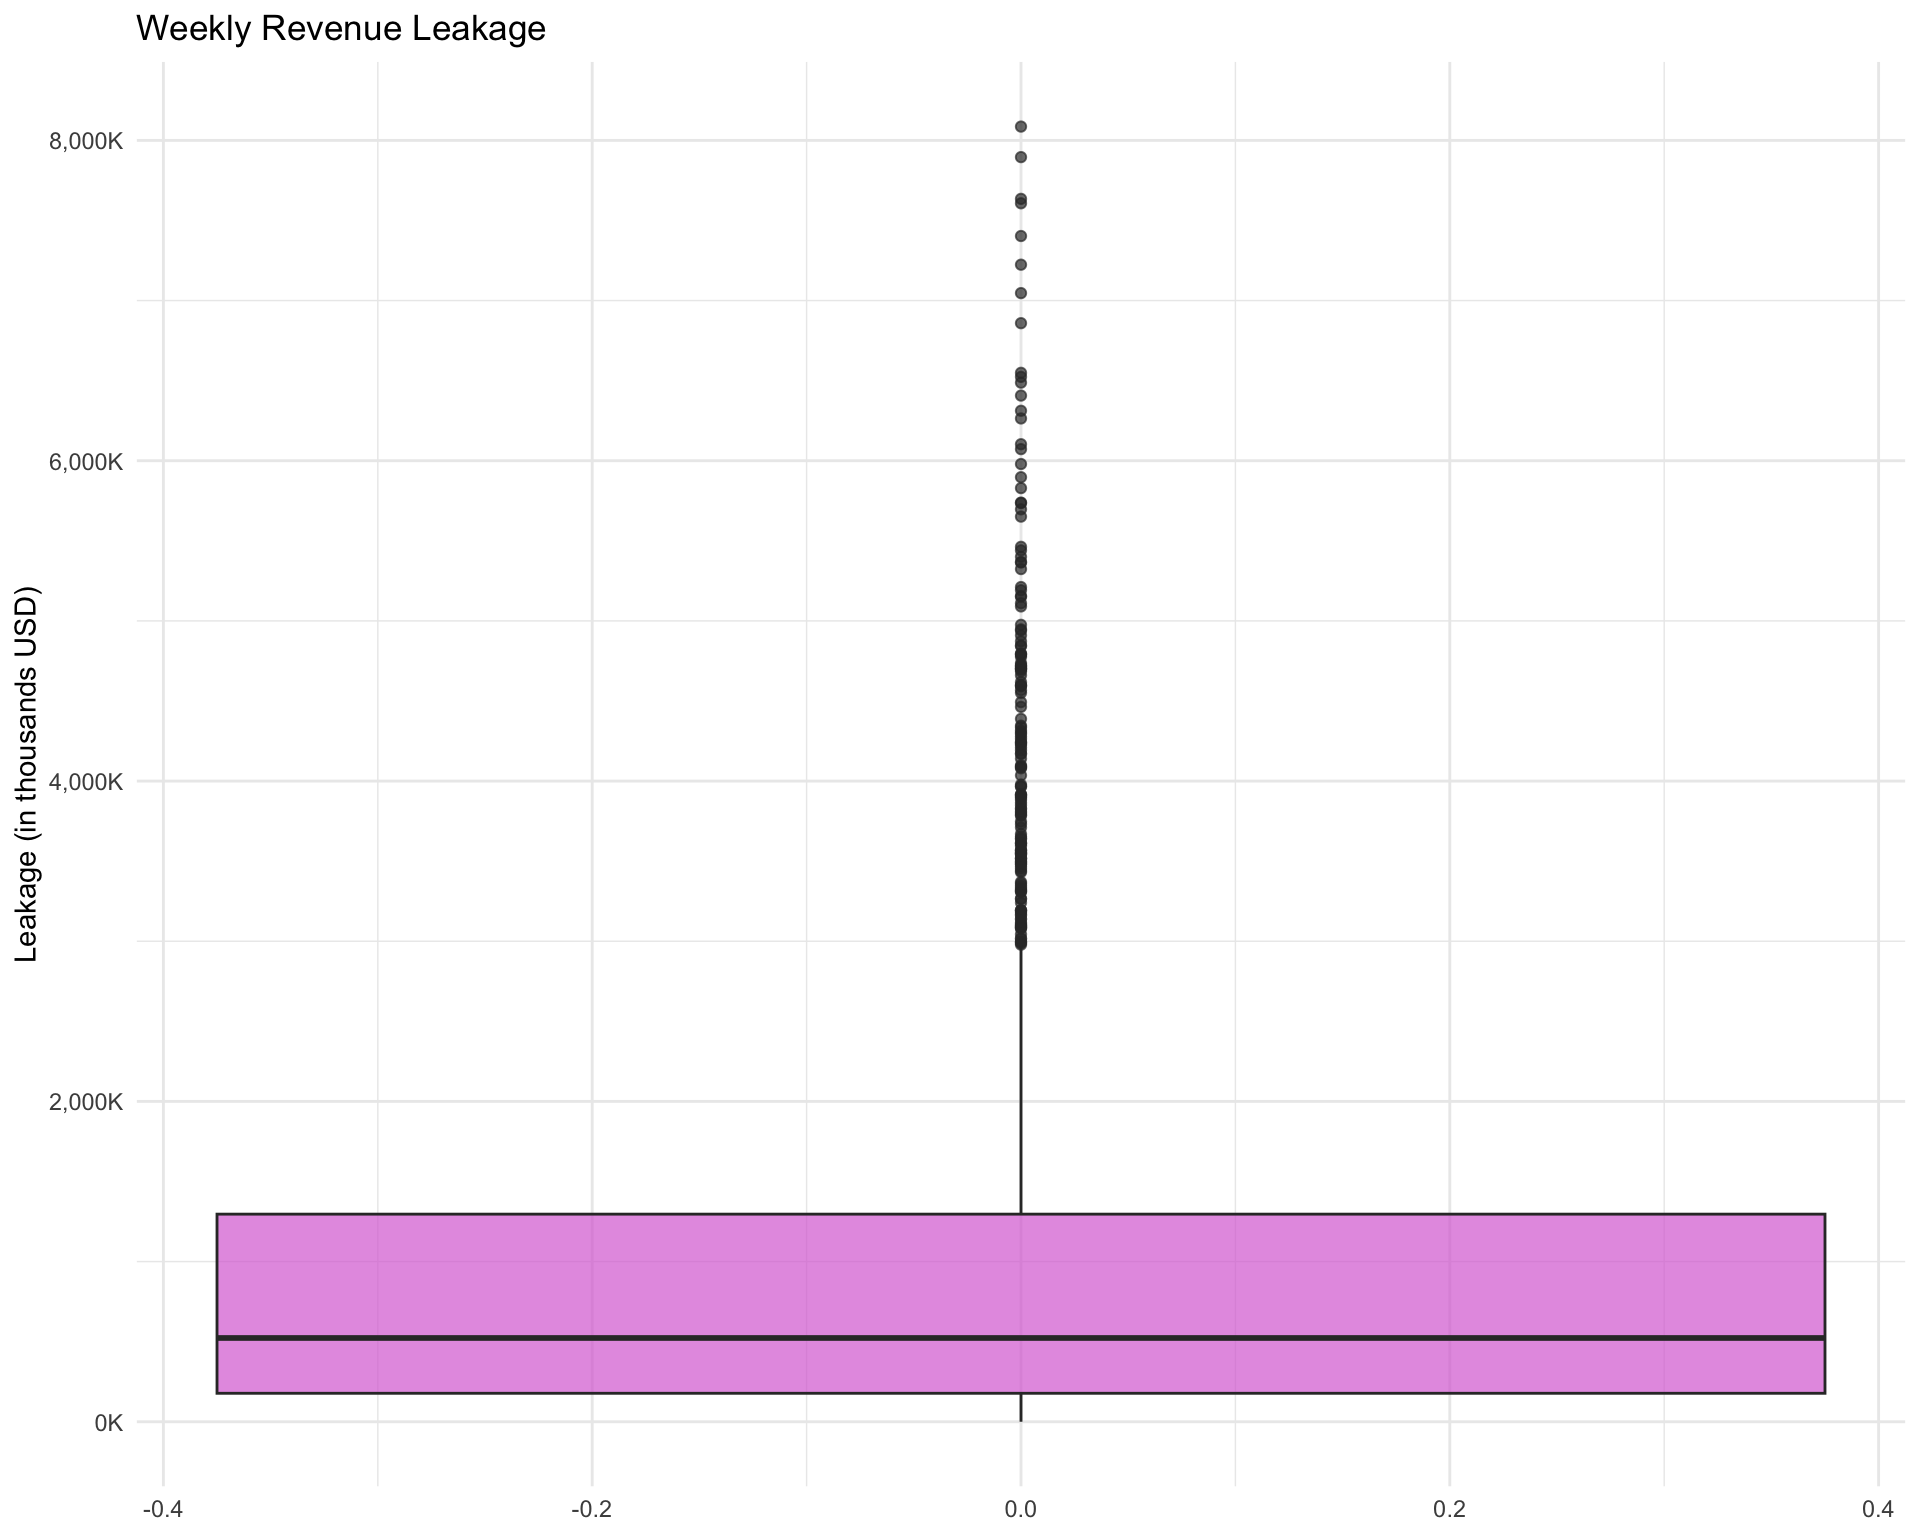 Weekly Revenue Leakage
Leakage (in thousands USD)
8,000K
6,000K
4,000K
2,000K
0K
-0.4
-0.2
0.0
0.2
0.4